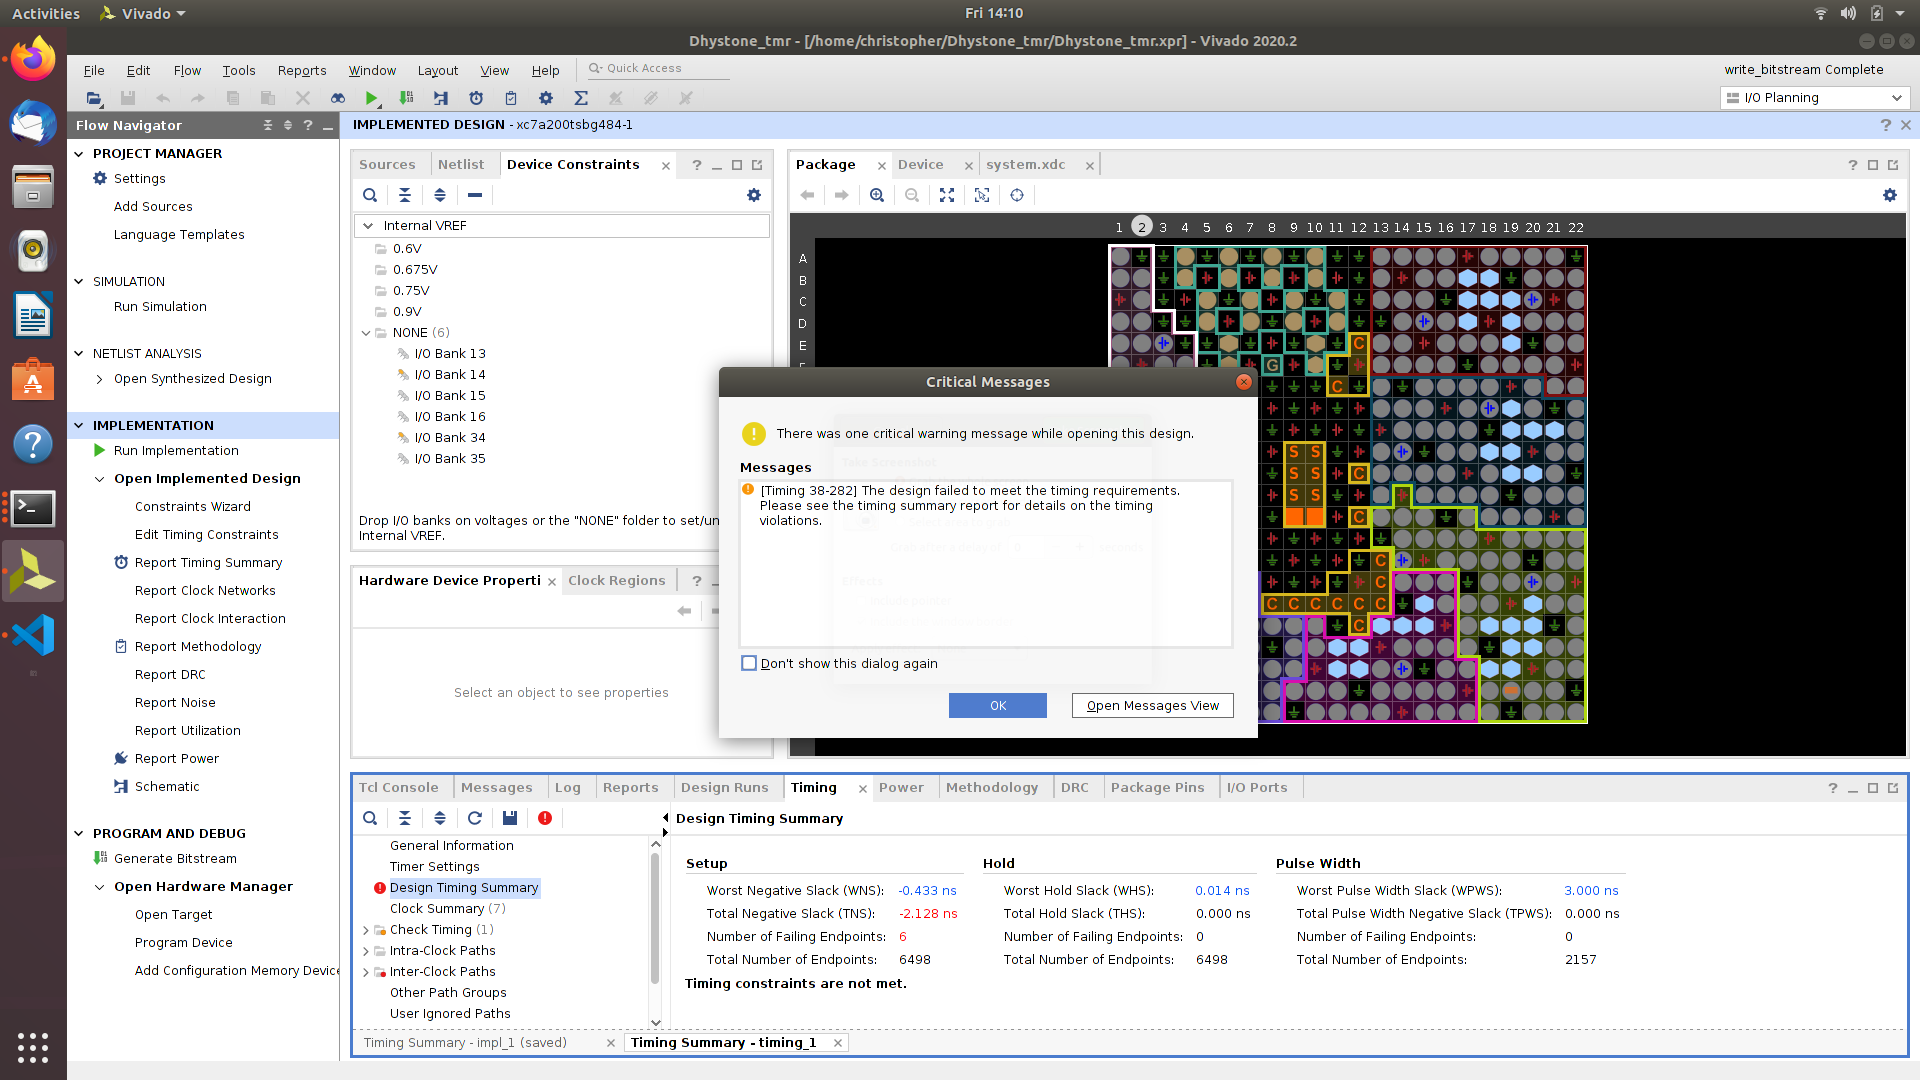 Activities
Vivado
Fri 14:10
Dhystone_tmr - [/home/christopher/Dhystone_tmr/Dhystone_tmr.xpr] - Vivado 2020.2
File Edit Flow Tools Reports Window Layout View Help
Quick Access
write_bitstream Complete
I/O Planning
Flow Navigator
IMPLEMENTED DESIGN - xc7a200tsbg484-1
PROJECT MANAGER
Settings
Add Sources
Language Templates
SIMULATION
Run Simulation
NETLIST ANALYSIS
Open Synthesized Design
IMPLEMENTATION
Run Implementation
Open Implemented Design
Constraints Wizard
Edit Timing Constraints
Report Timing Summary
Report Clock Networks
Report Clock Interaction
Report Methodology
Report DRC
Report Noise
Report Utilization
Report Power
Schematic
PROGRAM AND DEBUG
Generate Bitstream
Open Hardware Manager
Open Target
Program Device
Add Configuration Memory Device
Sources Netlist Device Constraints
Internal VREF
0.6V
0.675V
0.75V
0.9V
NONE (6)
I/O Bank 13
I/O Bank 14
I/O Bank 15
I/O Bank 16
I/O Bank 34
I/O Bank 35
Drop I/O banks on voltages or the "NONE" folder to set/un
Internal VREF.
Hardware Device Properti
Clock Regions
Select an object to see properties
Package Device system.xdc
1 2 3 4 5 6 7 8 9 10 11 12 13 14 15 16 17 18 19 20 21 22
A
B
C
D
E
Critical Messages
There was one critical warning message while opening this design.
Messages
[Timing 38-282] The design failed to meet the timing requirements.
Please see the timing summary report for details on the timing
violations.
Don't show this dialog again
OK
Open Messages View
Tcl Console Messages Log Reports Design Runs Timing Power Methodology DRC Package Pins I/O Ports
General Information
Timer Settings
Design Timing Summary
Clock Summary (7)
Check Timing (1)
Intra-Clock Paths
Inter-Clock Paths
Other Path Groups
User Ignored Paths
Design Timing Summary
Setup Hold Pulse Width
Worst Negative Slack (WNS): -0.433 ns Worst Hold Slack (WHS): 0.014 ns Worst Pulse Width Slack (WPWS): 3.000 ns
Total Negative Slack (TNS): -2.128 ns Total Hold Slack (THS): 0.000 ns Total Pulse Width Negative Slack (TPWS): 0.000 ns
Number of Failing Endpoints: 6 Number of Failing Endpoints: 0 Number of Failing Endpoints: 0
Total Number of Endpoints: 6498 Total Number of Endpoints: 6498 Total Number of Endpoints: 2157
Timing constraints are not met.
Timing Summary - impl_1 (saved)
Timing Summary - timing_1